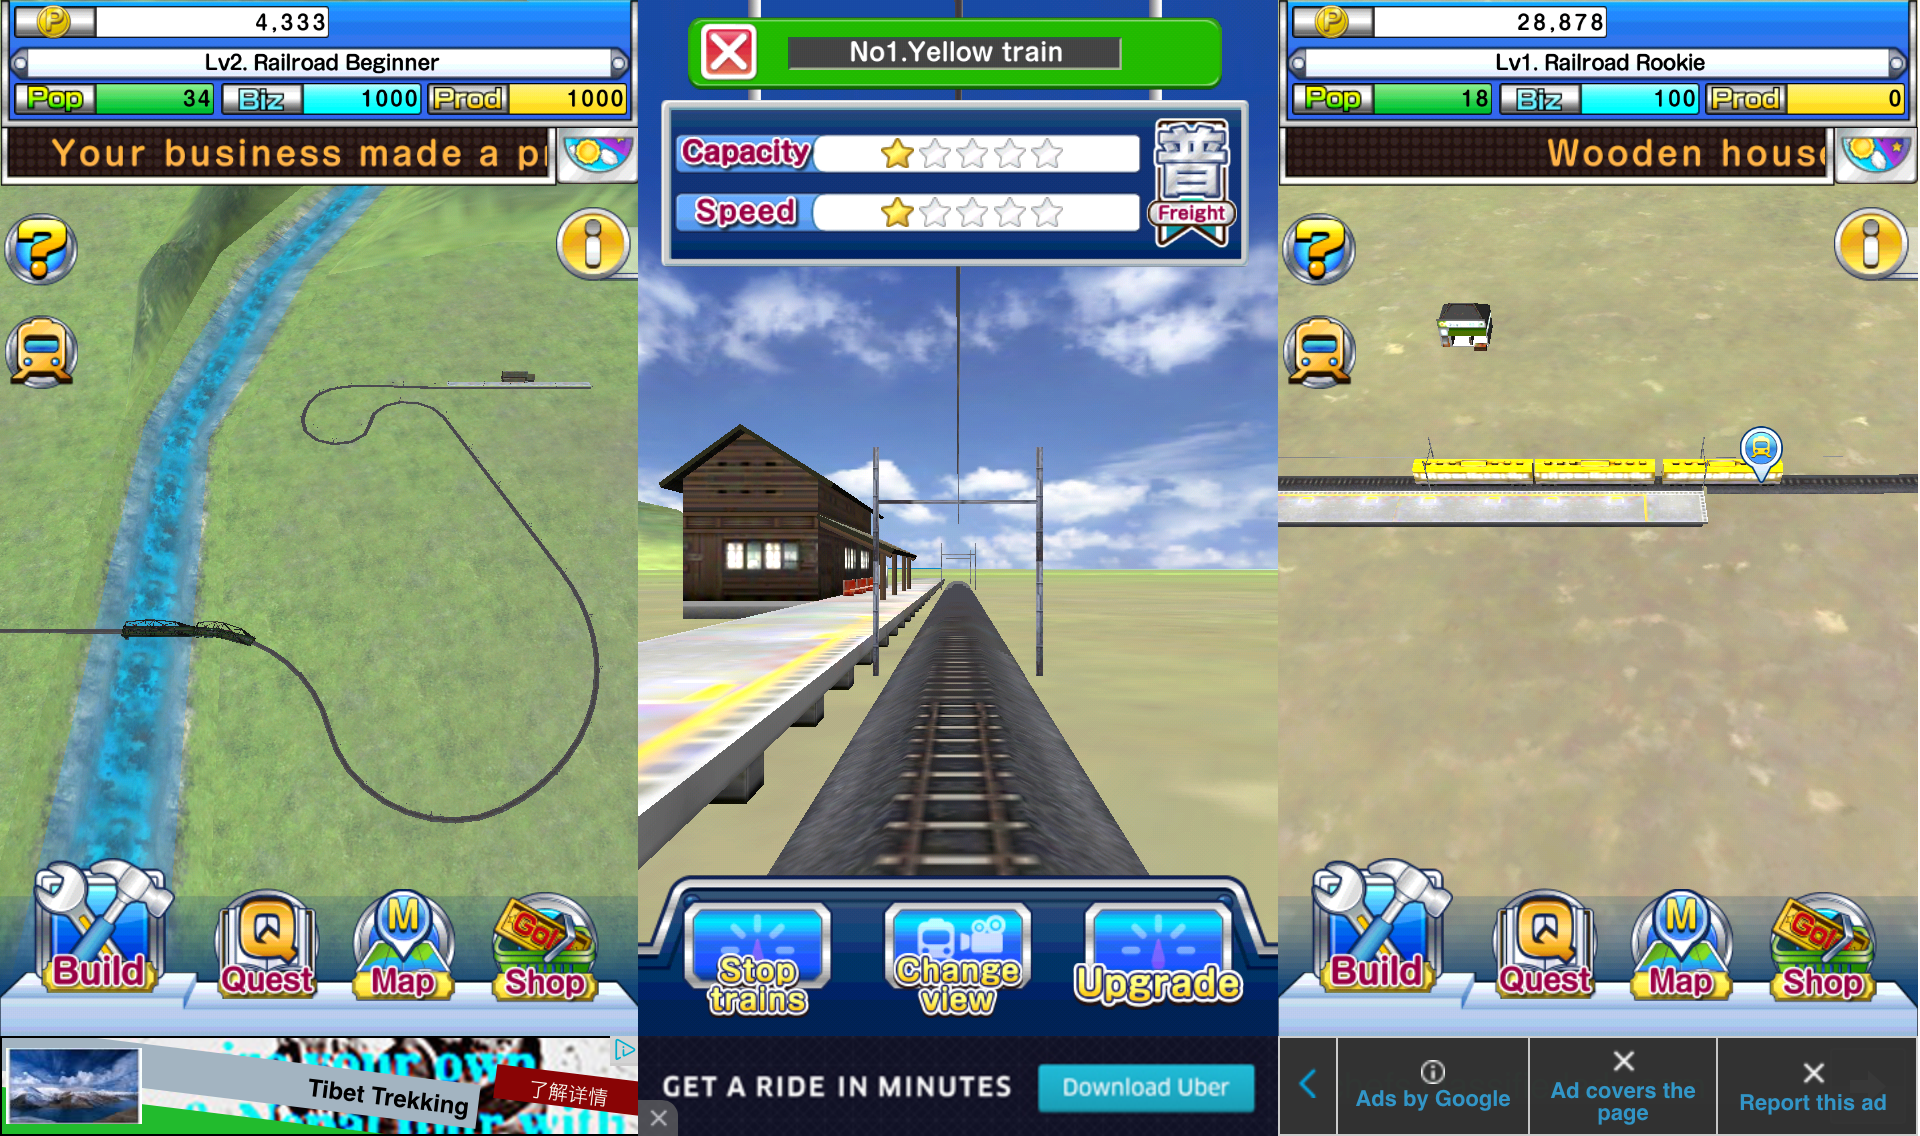 P 4,333
Lv2. Railroad Beginner
Pop 34 Biz 1000 Prod 1000
Your business made a
?
i
Build
Quest
M
Map
Go!
Shop
Tibet Trekking
了解详情
No1.Yellow train
Capacity
普
Speed
Freight
Stop
trains
Change
view
Upgrade
GET A RIDE IN MINUTES
Download Uber
P 28,878
Lv1. Railroad Rookie
Pop 18 Biz 100 Prod 0
Wooden
?
i
Build
Q
Quest
M
Map
Go!
Shop
Ads by Google
Ad covers the
page
Report this ad